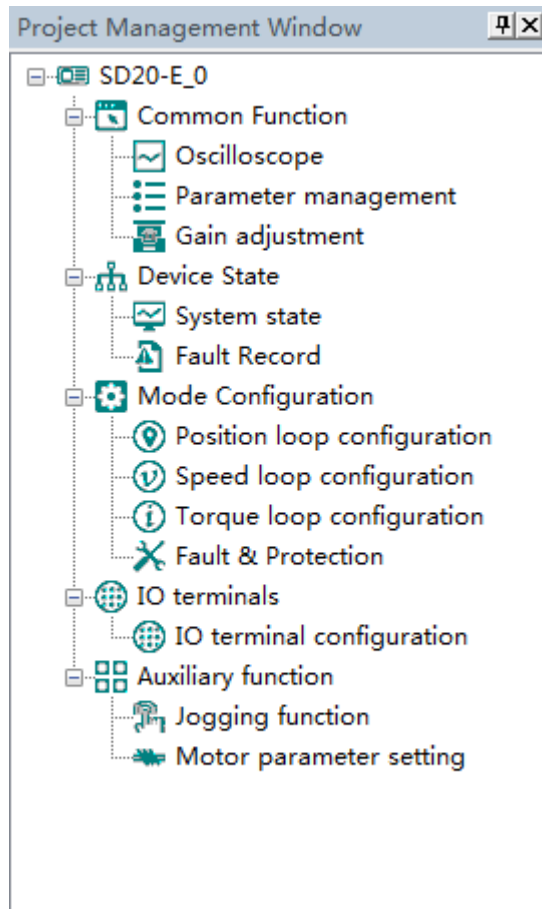 Project Management Window
SD20-E_0
Common Function
Oscilloscope
Parameter management
Gain adjustment
Device State
System state
Fault Record
Mode Configuration
Position loop configuration
Speed loop configuration
Torque loop configuration
Fault & Protection
IO terminals
IO terminal configuration
Auxiliary function
Jogging function
Motor parameter setting